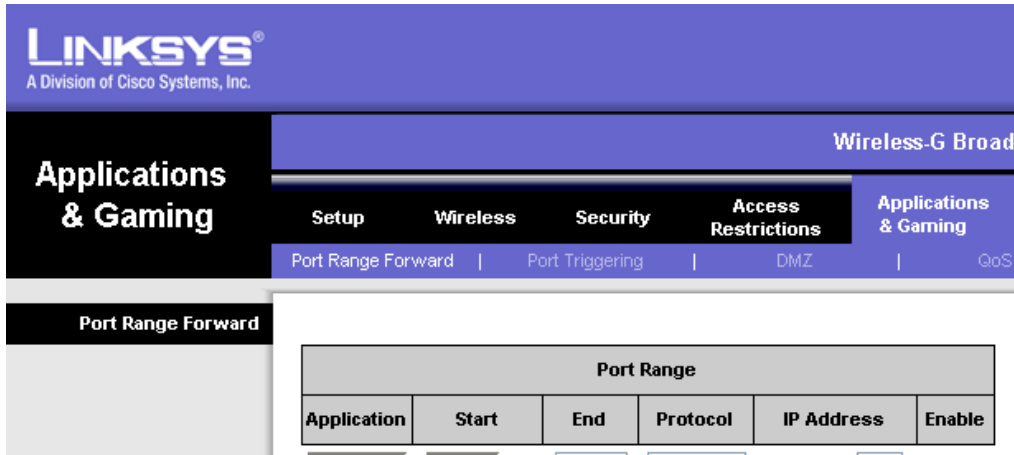 LINKSYS®
A Division of Cisco Systems, Inc.
Wireless-G Broad
Applications
& Gaming
Setup Wireless Security Access Restrictions Applications & Gaming
Port Range Forward | Port Triggering | DMZ | QoS
Port Range Forward
Port Range
Application Start End Protocol IP Address Enable